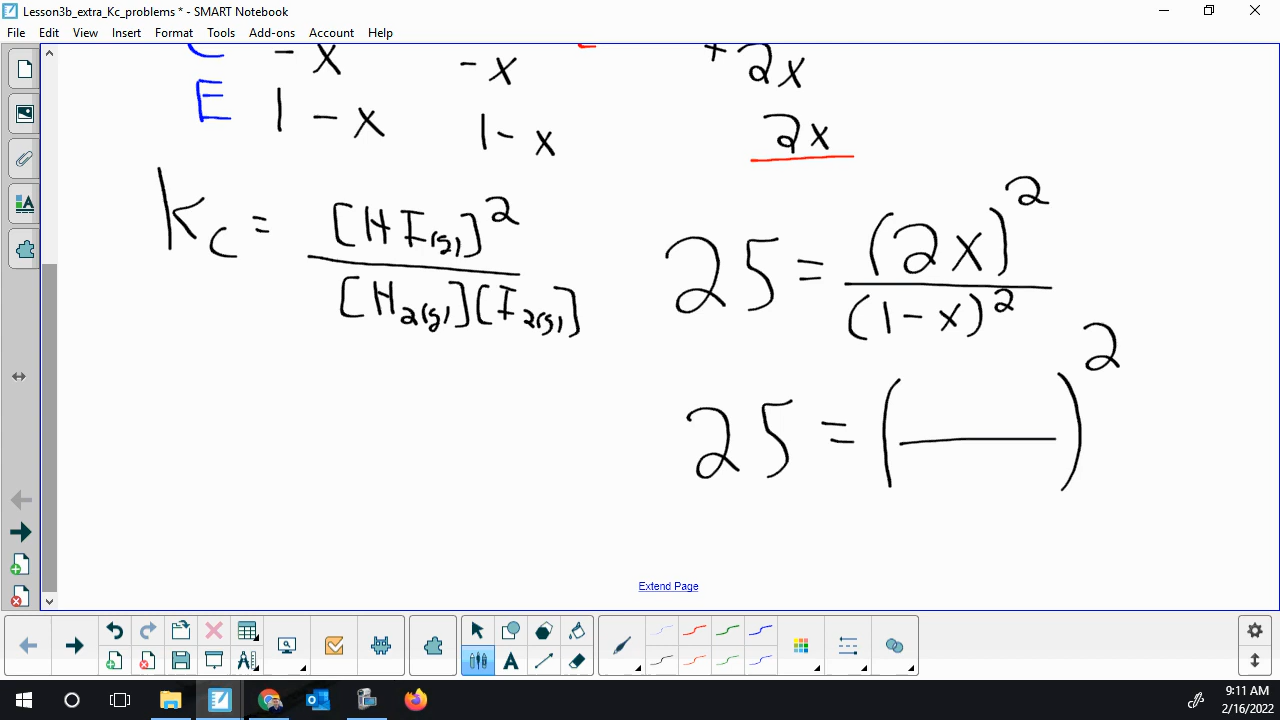 Lesson3b_extra_Kc_problems * - SMART Notebook
File Edit View Insert Format Tools Add-ons Account Help
C - x - x + 2x
E 1 - x 1 - x 2x
Kc = [HI(g)]² / [H₂(g)][I₂(g)]
25 = (2x)² / (1 - x)²
25 = ( )²
Extend Page
9:11 AM
2/16/2022